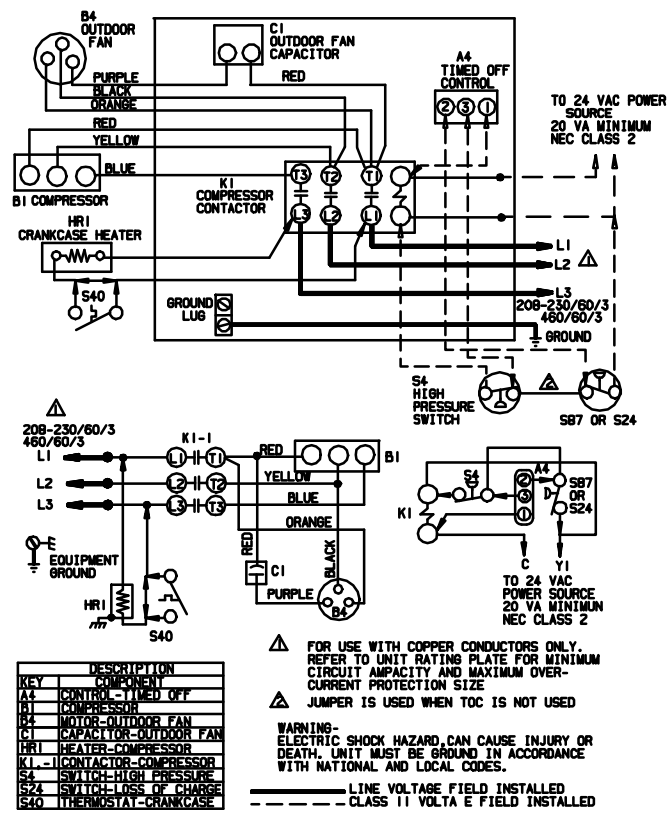 B4
OUTDOOR
FAN
C1
OUTDOOR FAN
CAPACITOR
A4
TIMED OFF
CONTROL
PURPLE
RED
BLACK
ORANGE
2 3 1
TO 24 VAC POWER
SOURCE
20 VA MINIMUM
NEC CLASS 2
RED
YELLOW
BLUE
T3 T2 T1
K1
COMPRESSOR
CONTACTOR
B1 COMPRESSOR
L3 L2 L1
HR1
CRANKCASE HEATER
L1
L2
1
S40
GROUND
LUG
L3
208-230/60/3
460/60/3
GROUND
S4
HIGH
PRESSURE
SWITCH
2
S87 OR S24
1
208-230/60/3
460/60/3
K1-1
L1
L1 T1
RED
B1
L2
L2 T2
YELLOW
L3
L3 T3
BLUE
ORANGE
EQUIPMENT
GROUND
RED
BLACK
C1
PURPLE
B4
HR1
S40
S4
A4
2
3
1
S87
OR
S24
K1
C
Y1
TO 24 VAC
POWER SOURCE
20 VA MINIMUN
NEC CLASS 2
1
FOR USE WITH COPPER CONDUCTORS ONLY.
REFER TO UNIT RATING PLATE FOR MINIMUM
CIRCUIT AMPACITY AND MAXIMUM OVER-
CURRENT PROTECTION SIZE
2
JUMPER IS USED WHEN TOC IS NOT USED
WARNING-
ELECTRIC SHOCK HAZARD,CAN CAUSE INJURY OR
DEATH. UNIT MUST BE GROUND IN ACCORDANCE
WITH NATIONAL AND LOCAL CODES.
LINE VOLTAGE FIELD INSTALLED
CLASS II VOLTA E FIELD INSTALLED
DESCRIPTION
KEY COMPONENT
A4 CONTROL-TIMED OFF
B1 COMPRESSOR
B4 MOTOR-OUTDOOR FAN
C1 CAPACITOR-OUTDOOR FAN
HR1 HEATER-COMPRESSOR
K1,-1 CONTACTOR-COMPRESSOR
S4 SWITCH-HIGH PRESSURE
S24 SWITCH-LOSS OF CHARGE
S40 THERMOSTAT-CRANKCASE